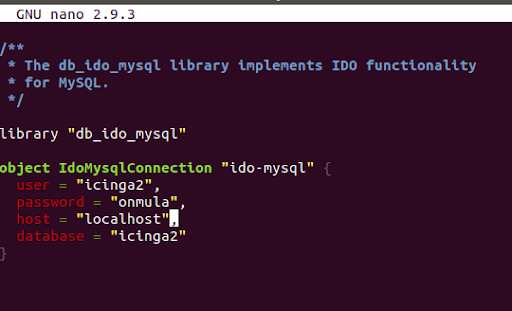 GNU nano 2.9.3
/**
 * The db_ido_mysql library implements IDO functionality
 * for MySQL.
 */
library "db_ido_mysql"
object IdoMysqlConnection "ido-mysql" {
  user = "icinga2",
  password = "onmula",
  host = "localhost",
  database = "icinga2"
}